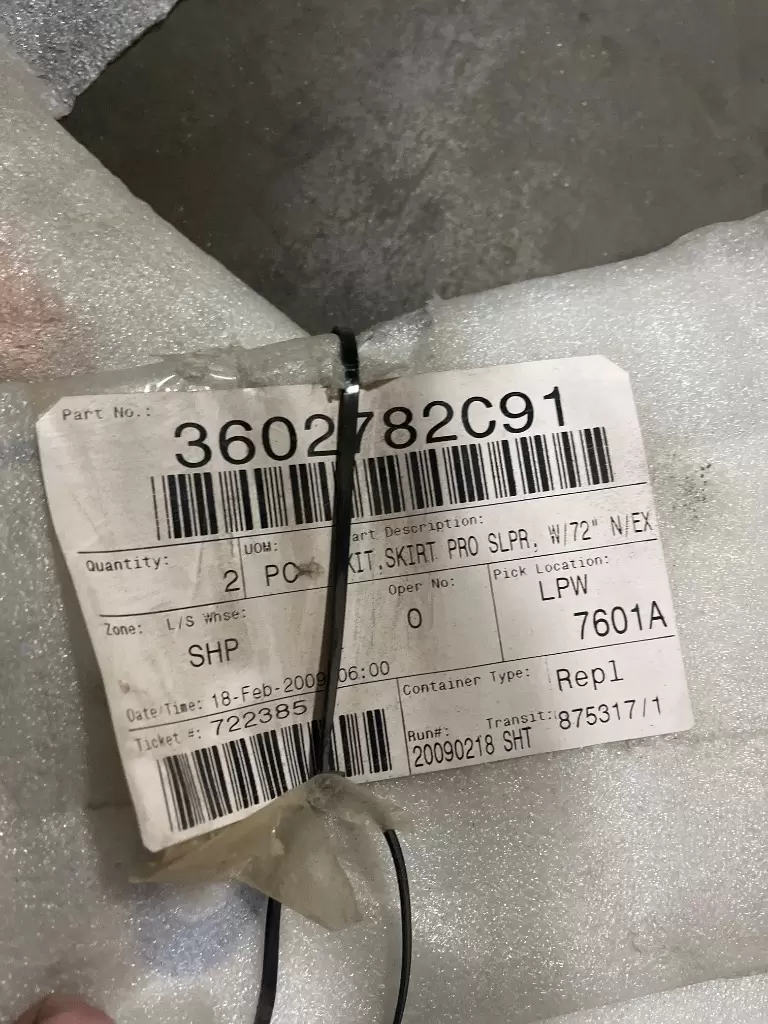 Part No.:
3602782C91
Quantity: 2
UOM: PC
art Description:
KIT,SKIRT PRO SLPR, W/72" N/EX
Zone:
L/S Whse:
SHP
Oper No:
0
Pick Location:
LPW
7601A
Date/Time: 18-Feb-2009 06:00
Ticket #: 722385
Container Type: Repl
Run#:
20090218 SHT
Transit: 875317/1